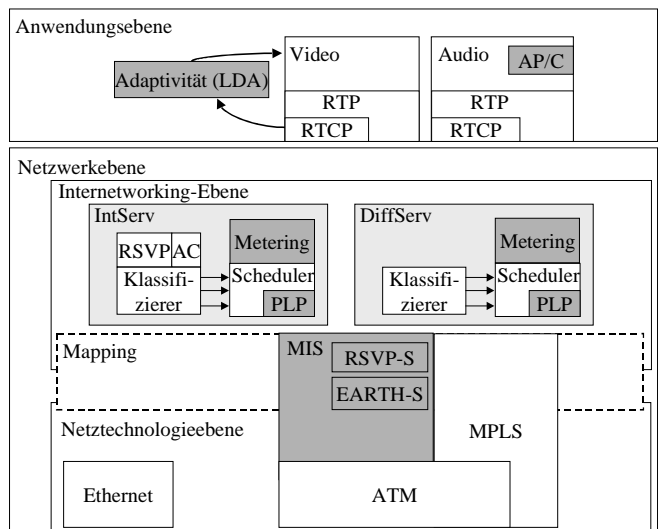 Anwendungsebene
Adaptivität (LDA)
Video
RTP
RTCP
Audio
AP/C
RTP
RTCP
Netzwerkebene
Internetworking-Ebene
IntServ
RSVP AC
Klassifi-
zierer
Metering
Scheduler
PLP
DiffServ
Klassifi-
zierer
Metering
Scheduler
PLP
Mapping
MIS
RSVP-S
EARTH-S
MPLS
Netztechnologieebene
Ethernet
ATM